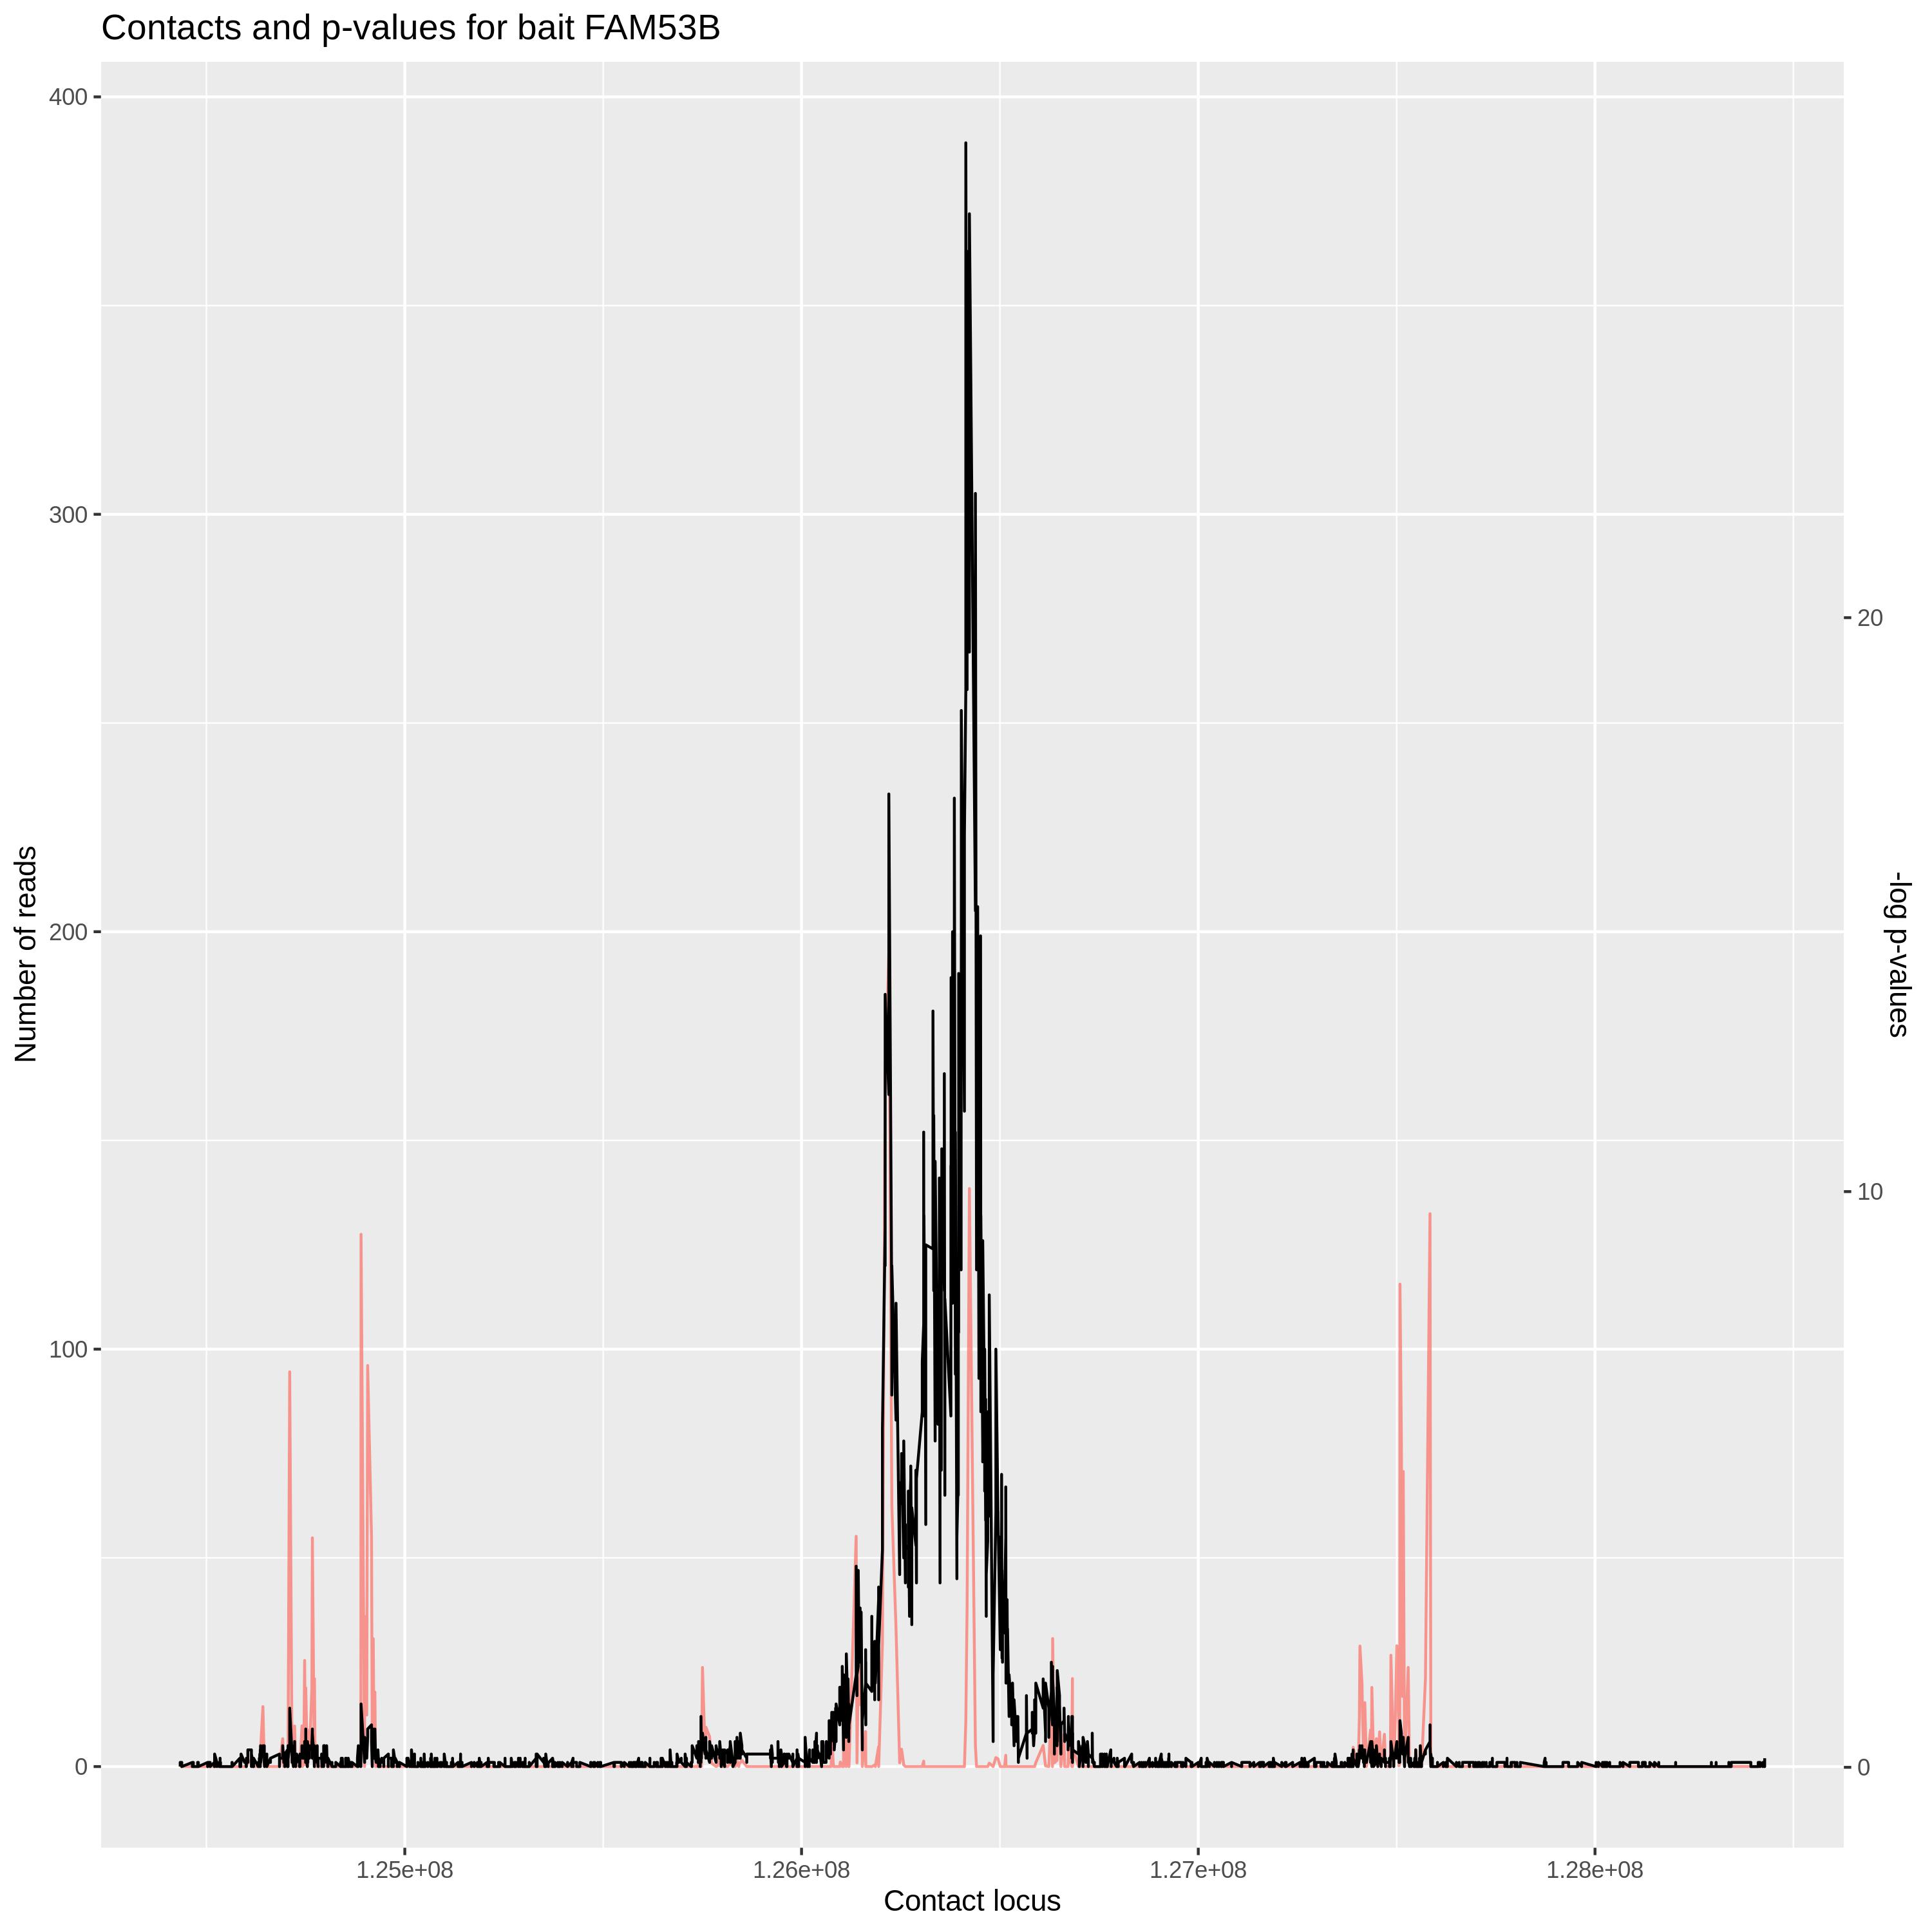 Contacts and p-values for bait FAM53B
400
300
200
100
0
Number of reads
20
10
0
-log p-values
1.25e+08
1.26e+08
1.27e+08
1.28e+08
Contact locus